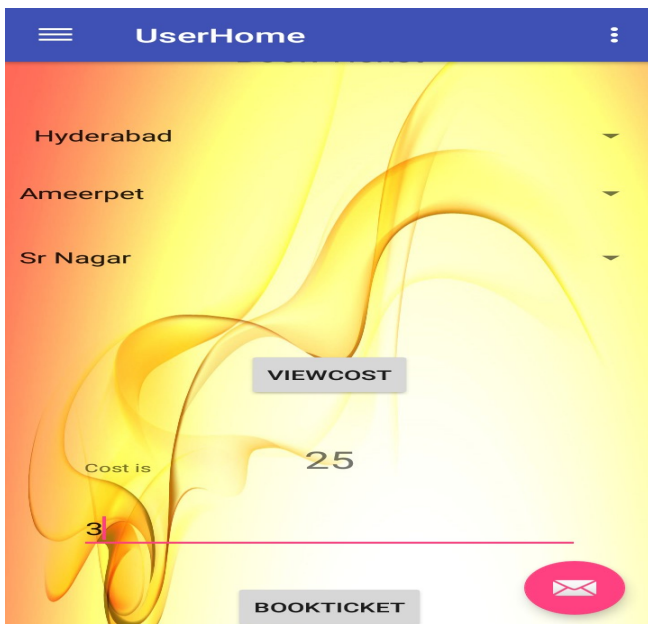 UserHome
Hyderabad
Ameerpet
Sr Nagar
VIEWCOST
Cost is 25
3
BOOKTICKET